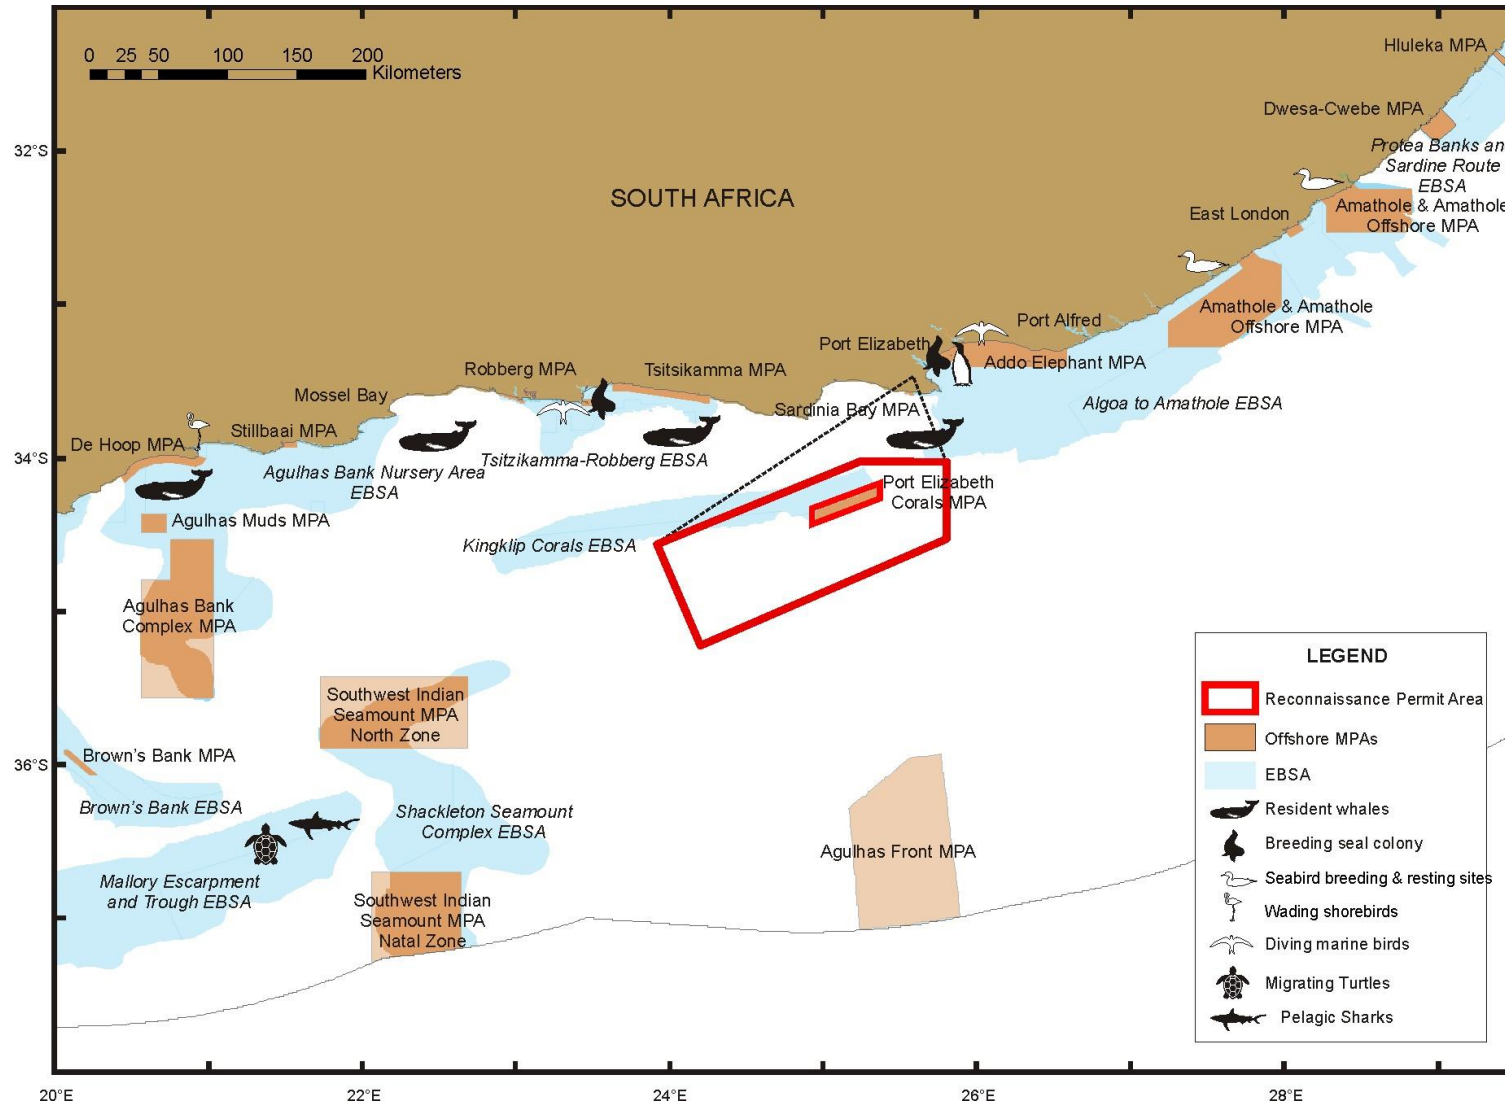 0 25 50 100 150 200
Kilometers
Hluleka MPA
Dwesa-Cwebe MPA
32°S
Protea Banks an
Sardine Route
EBSA
SOUTH AFRICA
Amathole & Amathole
Offshore MPA
East London
Amathole & Amathole
Offshore MPA
Port Alfred
Port Elizabeth
Addo Elephant MPA
Robberg MPA
Tsitsikamma MPA
Mossel Bay
Sardinia Bay MPA
Algoa to Amathole EBSA
Stillbaai MPA
De Hoop MPA
34°S
Agulhas Bank Nursery Area
EBSA
Tsitzikamma-Robberg EBSA
Port Elizabeth
Corals MPA
Agulhas Muds MPA
Kingklip Corals EBSA
Agulhas Bank
Complex MPA
Southwest Indian
Seamount MPA
North Zone
36°S
Brown's Bank MPA
Brown's Bank EBSA
Shackleton Seamount
Complex EBSA
Agulhas Front MPA
Mallory Escarpment
and Trough EBSA
Southwest Indian
Seamount MPA
Natal Zone
LEGEND
Reconnaissance Permit Area
Offshore MPAs
EBSA
Resident whales
Breeding seal colony
Seabird breeding & resting sites
Wading shorebirds
Diving marine birds
Migrating Turtles
Pelagic Sharks
20°E 22°E 24°E 26°E 28°E